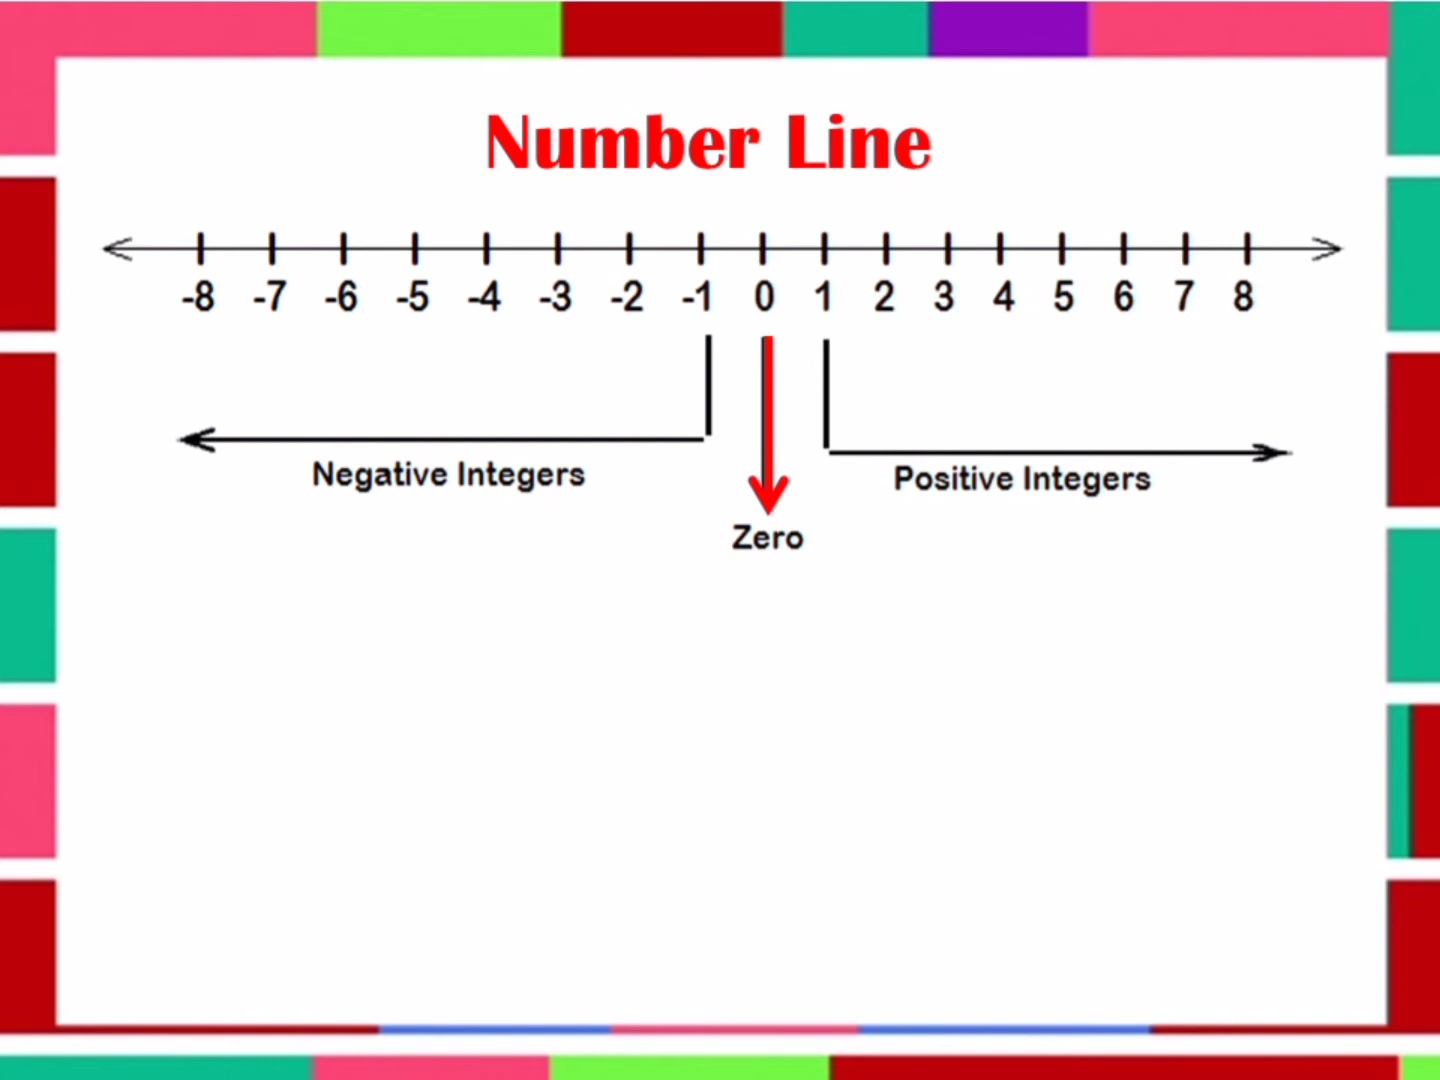 Number Line
-8 -7 -6 -5 -4 -3 -2 -1 0 1 2 3 4 5 6 7 8
Negative Integers
Positive Integers
Zero